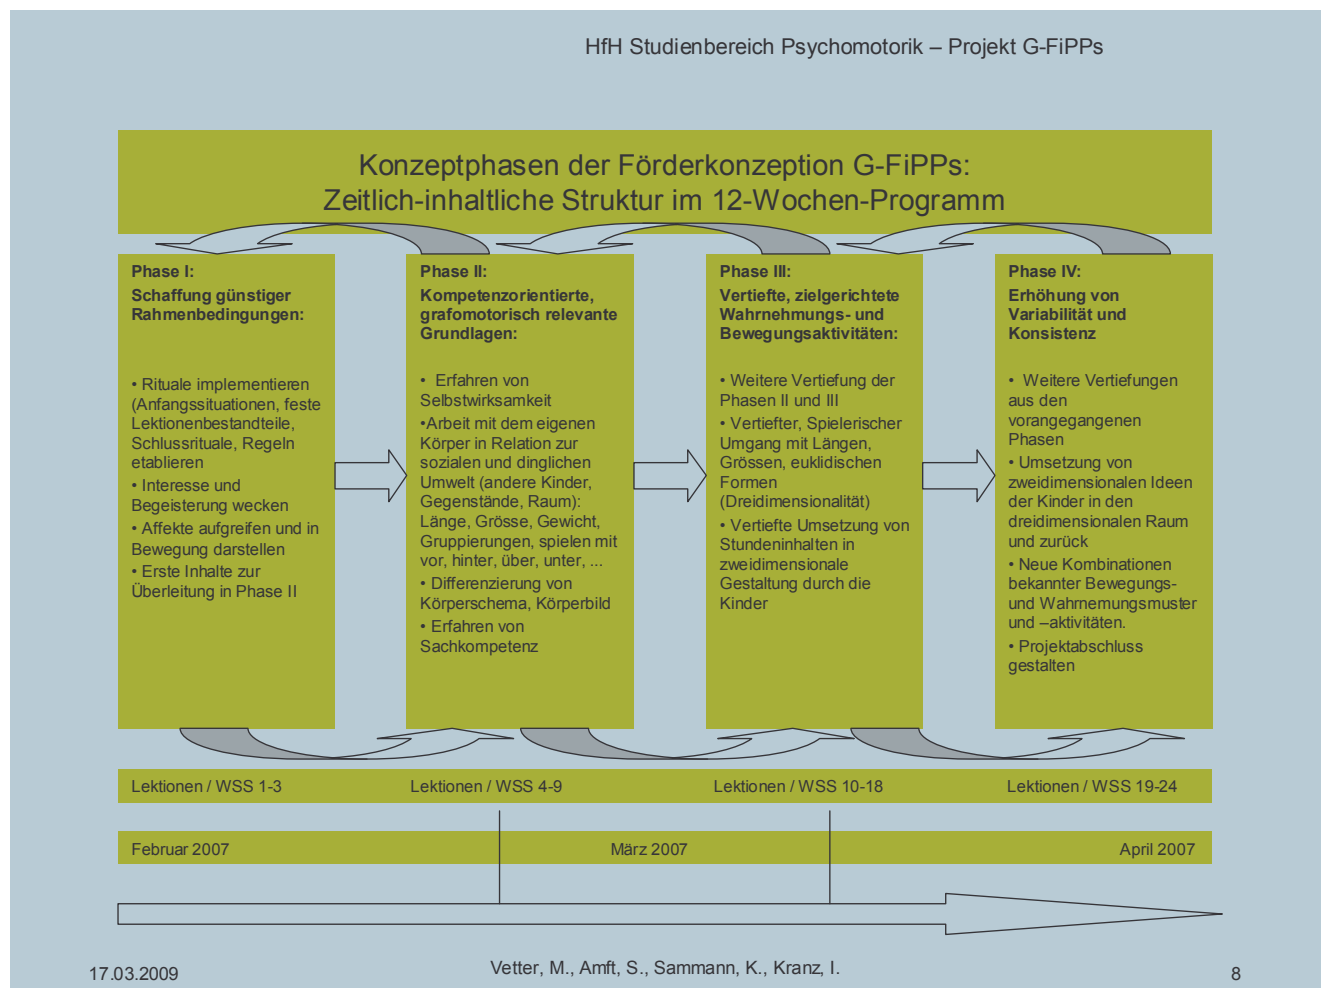 HfH Studienbereich Psychomotorik – Projekt G-FiPPs
Konzeptphasen der Förderkonzeption G-FiPPs:
Zeitlich-inhaltliche Struktur im 12-Wochen-Programm
Phase I:
Schaffung günstiger
Rahmenbedingungen:
• Rituale implementieren
(Anfangssituationen, feste
Lektionenbestandteile,
Schlussrituale, Regeln
etablieren
• Interesse und
Begeisterung wecken
• Affekte aufgreifen und in
Bewegung darstellen
• Erste Inhalte zur
Überleitung in Phase II
Phase II:
Kompetenzorientierte,
grafomotorisch relevante
Grundlagen:
• Erfahren von
Selbstwirksamkeit
•Arbeit mit dem eigenen
Körper in Relation zur
sozialen und dinglichen
Umwelt (andere Kinder,
Gegenstände, Raum):
Länge, Grösse, Gewicht,
Gruppierungen, spielen mit
vor, hinter, über, unter, ...
• Differenzierung von
Körperschema, Körperbild
• Erfahren von
Sachkompetenz
Phase III:
Vertiefte, zielgerichtete
Wahrnehmungs- und
Bewegungsaktivitäten:
• Weitere Vertiefung der
Phasen II und III
• Vertiefter, Spielerischer
Umgang mit Längen,
Grössen, euklidischen
Formen
(Dreidimensionalität)
• Vertiefte Umsetzung von
Stundeninhalten in
zweidimensionale
Gestaltung durch die
Kinder
Phase IV:
Erhöhung von
Variabilität und
Konsistenz
• Weitere Vertiefungen
aus den
vorangegangenen
Phasen
• Umsetzung von
zweidimensionalen Ideen
der Kinder in den
dreidimensionalen Raum
und zurück
• Neue Kombinationen
bekannter Bewegungs-
und Wahrnemungsmuster
und –aktivitäten.
• Projektabschluss
gestalten
Lektionen / WSS 1-3 Lektionen / WSS 4-9 Lektionen / WSS 10-18 Lektionen / WSS 19-24
Februar 2007 März 2007 April 2007
17.03.2009 Vetter, M., Amft, S., Sammann, K., Kranz, I. 8